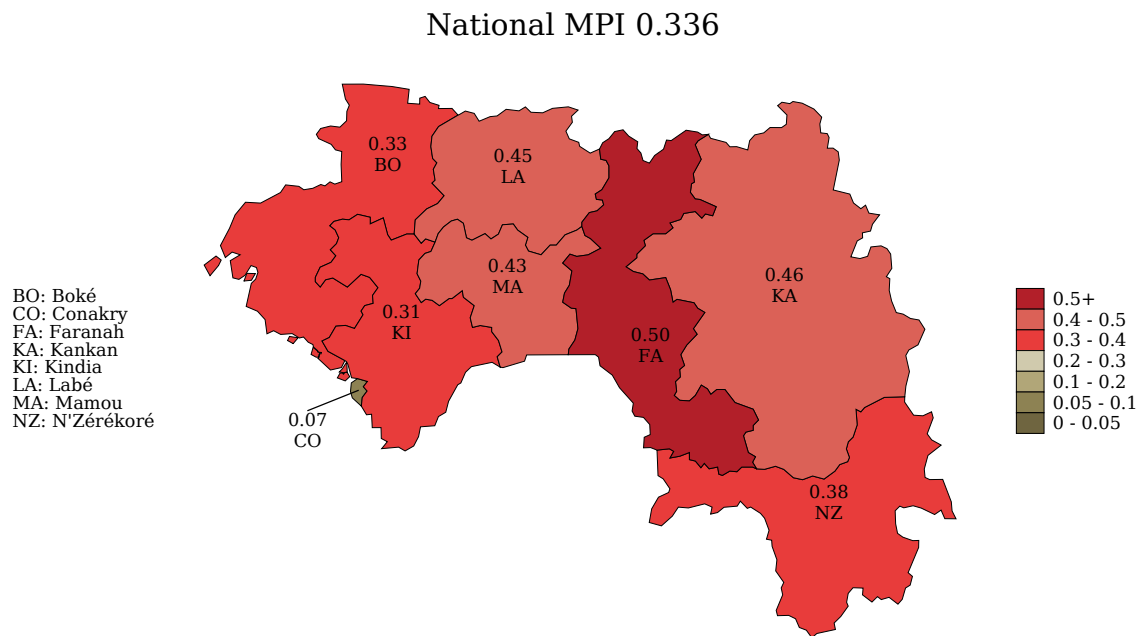 National MPI 0.336
0.33
BO
0.45
LA
0.43
MA
0.46
KA
0.31
KI
0.50
FA
0.07
CO
0.38
NZ
BO: Boké
CO: Conakry
FA: Faranah
KA: Kankan
KI: Kindia
LA: Labé
MA: Mamou
NZ: N'Zérékoré
0.5+
0.4 - 0.5
0.3 - 0.4
0.2 - 0.3
0.1 - 0.2
0.05 - 0.1
0 - 0.05